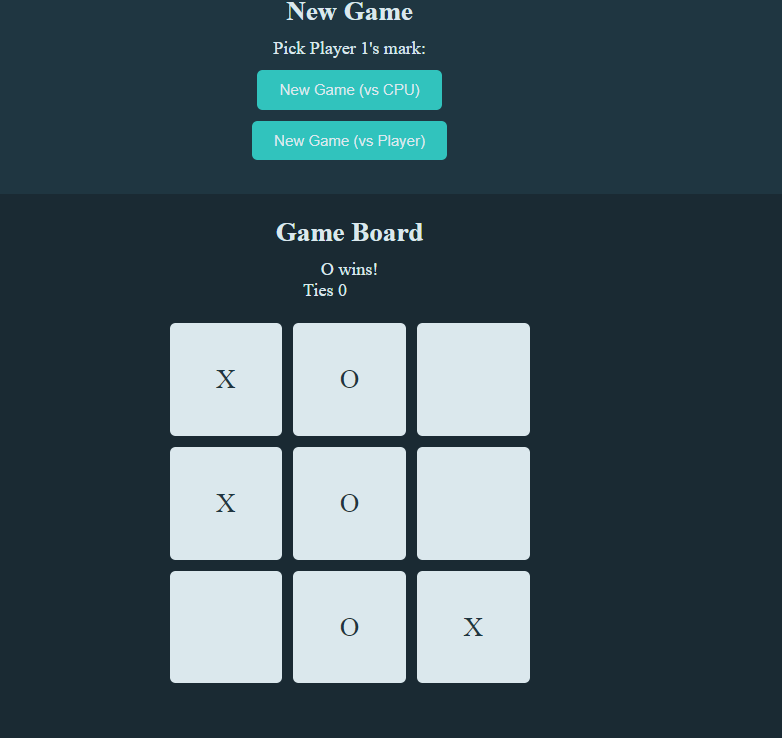 New Game
Pick Player 1's mark:
New Game (vs CPU)
New Game (vs Player)
Game Board
O wins!
Ties 0
X O
X O
O X